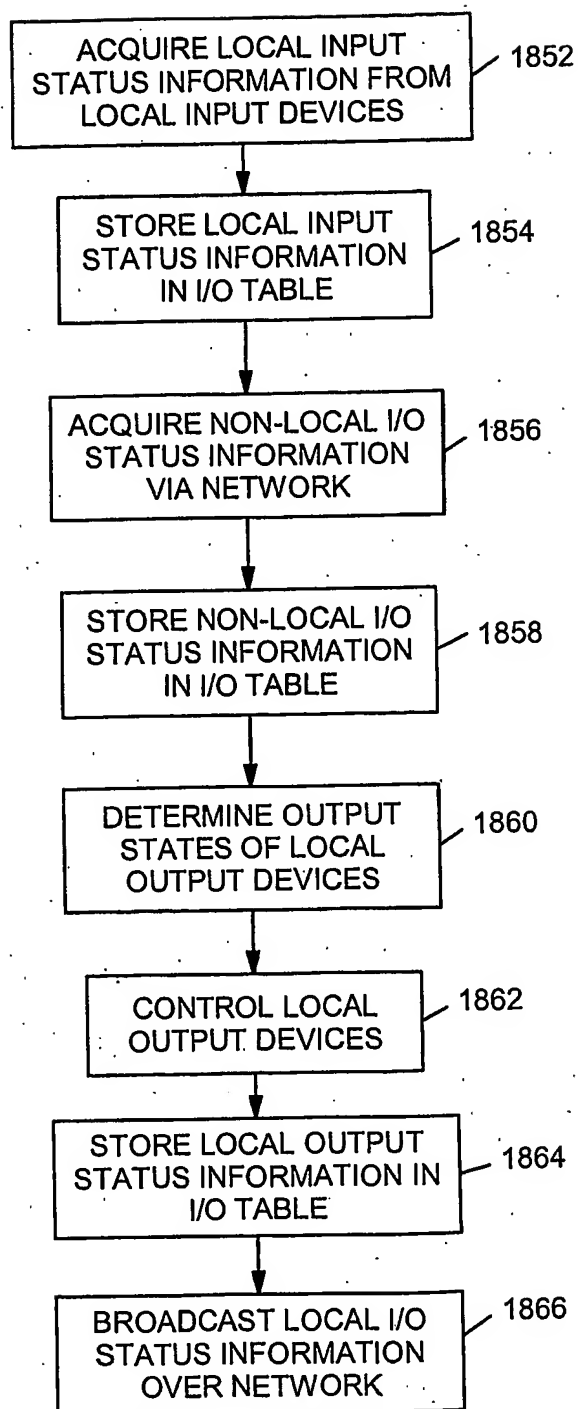 ACQUIRE LOCAL INPUT
STATUS INFORMATION FROM
LOCAL INPUT DEVICES
1852
STORE LOCAL INPUT
STATUS INFORMATION
IN I/O TABLE
1854
ACQUIRE NON-LOCAL I/O
STATUS INFORMATION
VIA NETWORK
1856
STORE NON-LOCAL I/O
STATUS INFORMATION
IN I/O TABLE
1858
DETERMINE OUTPUT
STATES OF LOCAL
OUTPUT DEVICES
1860
CONTROL LOCAL
OUTPUT DEVICES
1862
STORE LOCAL OUTPUT
STATUS INFORMATION IN
I/O TABLE
1864
BROADCAST LOCAL I/O
STATUS INFORMATION
OVER NETWORK
1866